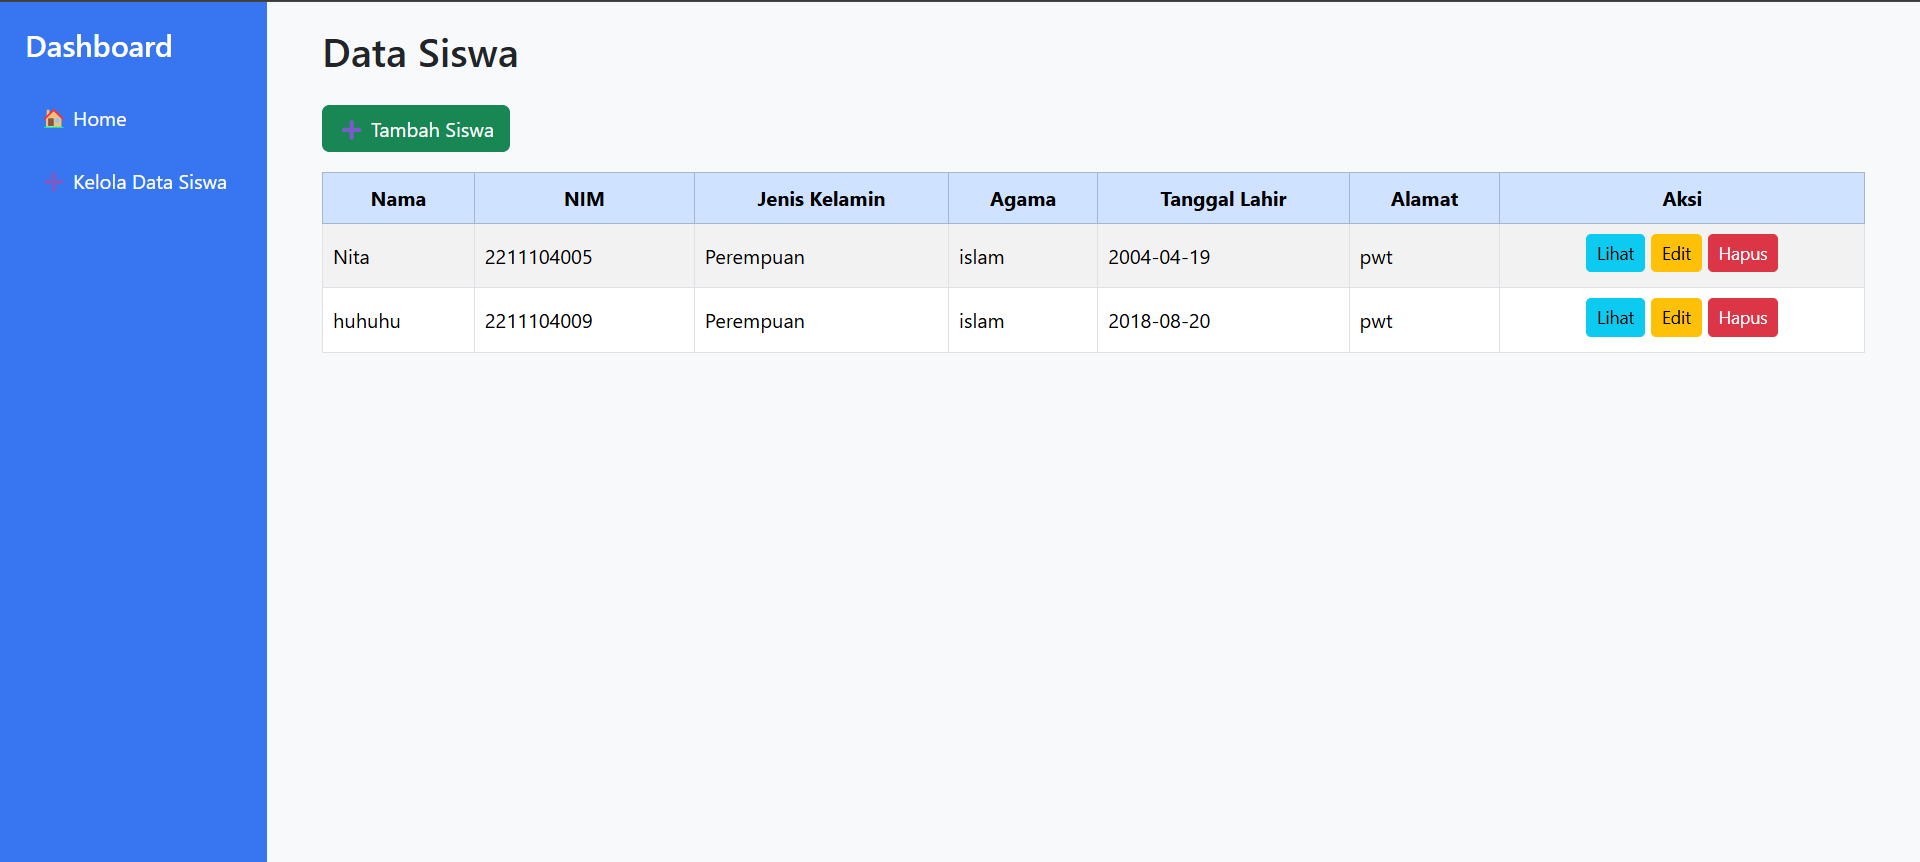 Dashboard
🏠 Home
➕ Kelola Data Siswa
Data Siswa
➕ Tambah Siswa
Nama NIM Jenis Kelamin Agama Tanggal Lahir Alamat Aksi
Nita 2211104005 Perempuan islam 2004-04-19 pwt Lihat Edit Hapus
huhuhu 2211104009 Perempuan islam 2018-08-20 pwt Lihat Edit Hapus